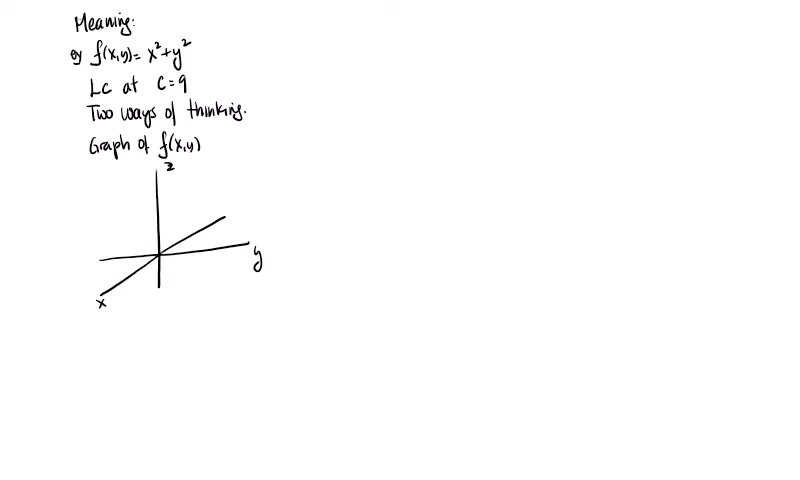 Meaning:
eg f(x,y) = x² + y²
LC at C = 9
Two ways of thinking.
Graph of f(x,y)
z
y
x